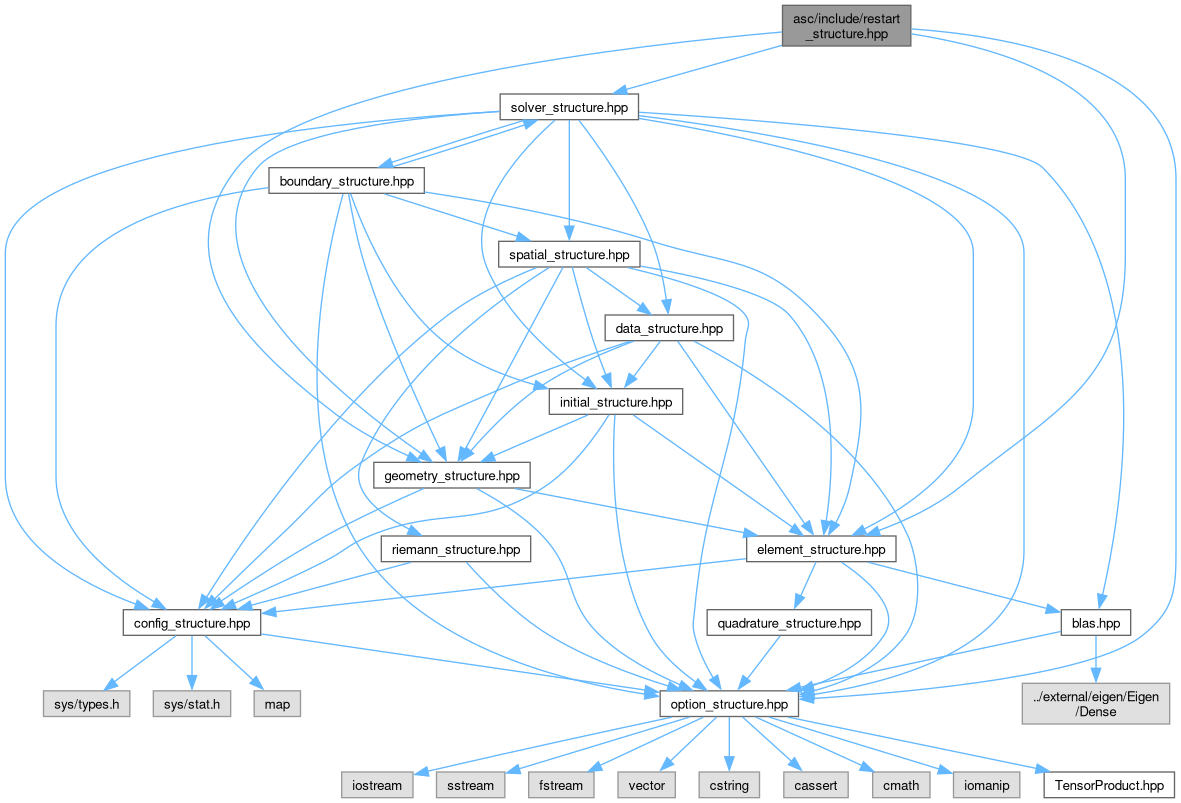 asc/include/restart
_structure.hpp
solver_structure.hpp
boundary_structure.hpp
spatial_structure.hpp
data_structure.hpp
initial_structure.hpp
geometry_structure.hpp
riemann_structure.hpp
element_structure.hpp
config_structure.hpp
quadrature_structure.hpp
blas.hpp
sys/types.h
sys/stat.h
map
option_structure.hpp
../external/eigen/Eigen
/Dense
iostream
sstream
fstream
vector
cstring
cassert
cmath
iomanip
TensorProduct.hpp